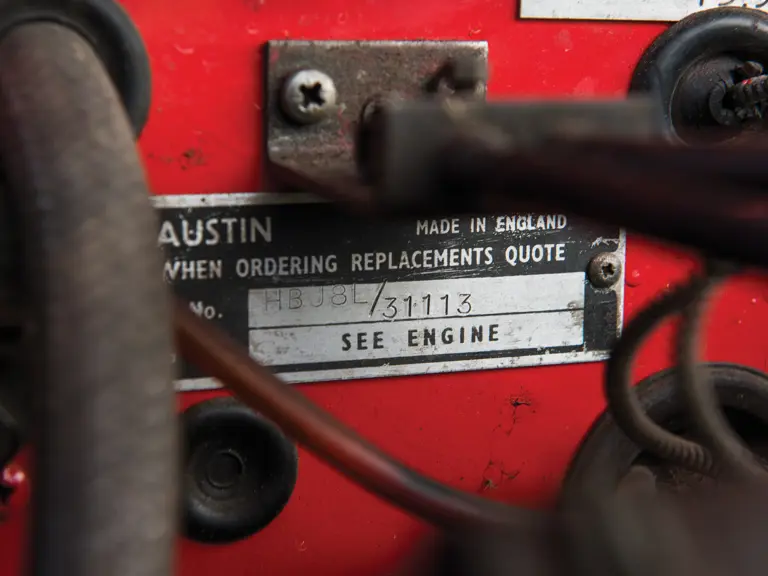 AUSTIN MADE IN ENGLAND
WHEN ORDERING REPLACEMENTS QUOTE
No. HBJ8L/31113
SEE ENGINE